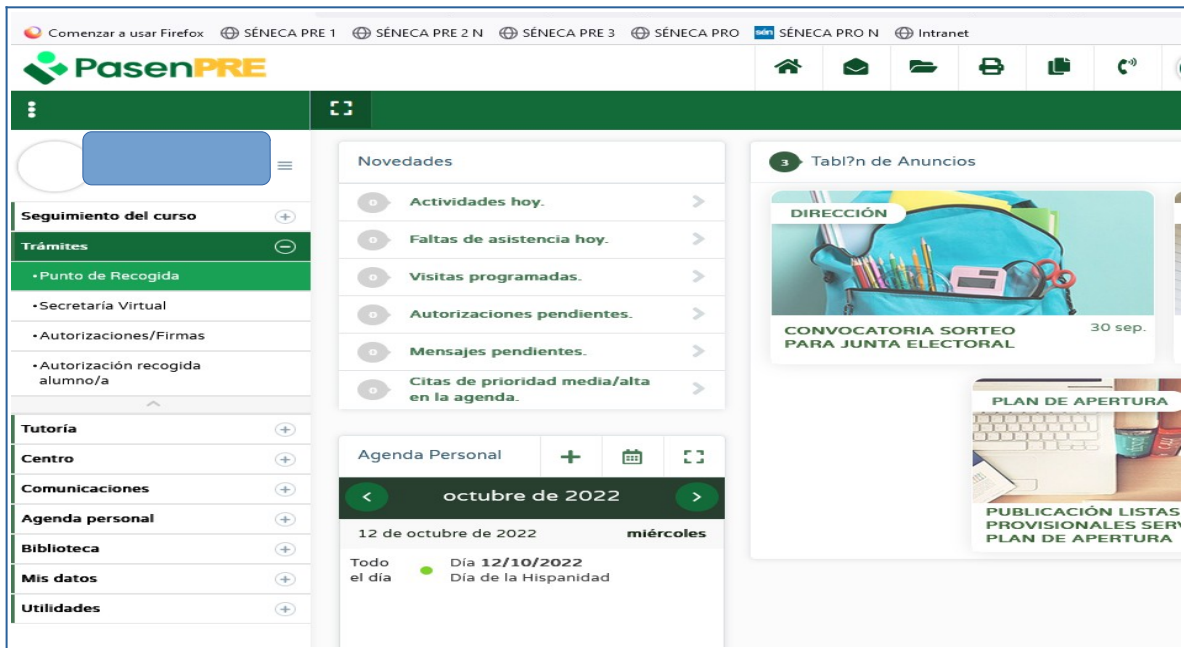 Comenzar a usar Firefox SÉNECA PRE 1 SÉNECA PRE 2 N SÉNECA PRE 3 SÉNECA PRO sén SÉNECA PRO N Intranet
PasenPRE
Seguimiento del curso
Trámites
•Punto de Recogida
•Secretaría Virtual
•Autorizaciones/Firmas
•Autorización recogida
alumno/a
Tutoría
Centro
Comunicaciones
Agenda personal
Biblioteca
Mis datos
Utilidades
Novedades
0 Actividades hoy.
0 Faltas de asistencia hoy.
0 Visitas programadas.
0 Autorizaciones pendientes.
0 Mensajes pendientes.
0 Citas de prioridad media/alta
en la agenda.
Agenda Personal
octubre de 2022
12 de octubre de 2022 miércoles
Todo
el día
Día 12/10/2022
Día de la Hispanidad
3 Tabl?n de Anuncios
DIRECCIÓN
CONVOCATORIA SORTEO
PARA JUNTA ELECTORAL
30 sep.
PLAN DE APERTURA
PUBLICACIÓN LISTAS
PROVISIONALES SERV
PLAN DE APERTURA